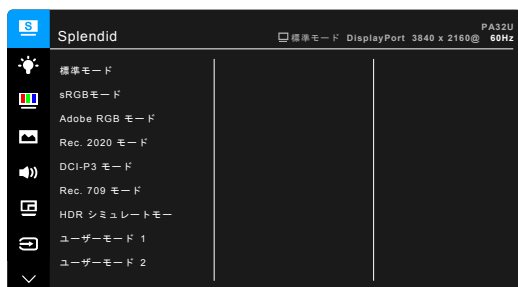 S
PA32U
Splendid
標準モード DisplayPort 3840 x 2160@ 60Hz
標準モード
sRGBモード
Adobe RGB モード
Rec. 2020 モード
DCI-P3 モード
Rec. 709 モード
HDR シミュレートモー
ユーザーモード 1
ユーザーモード 2